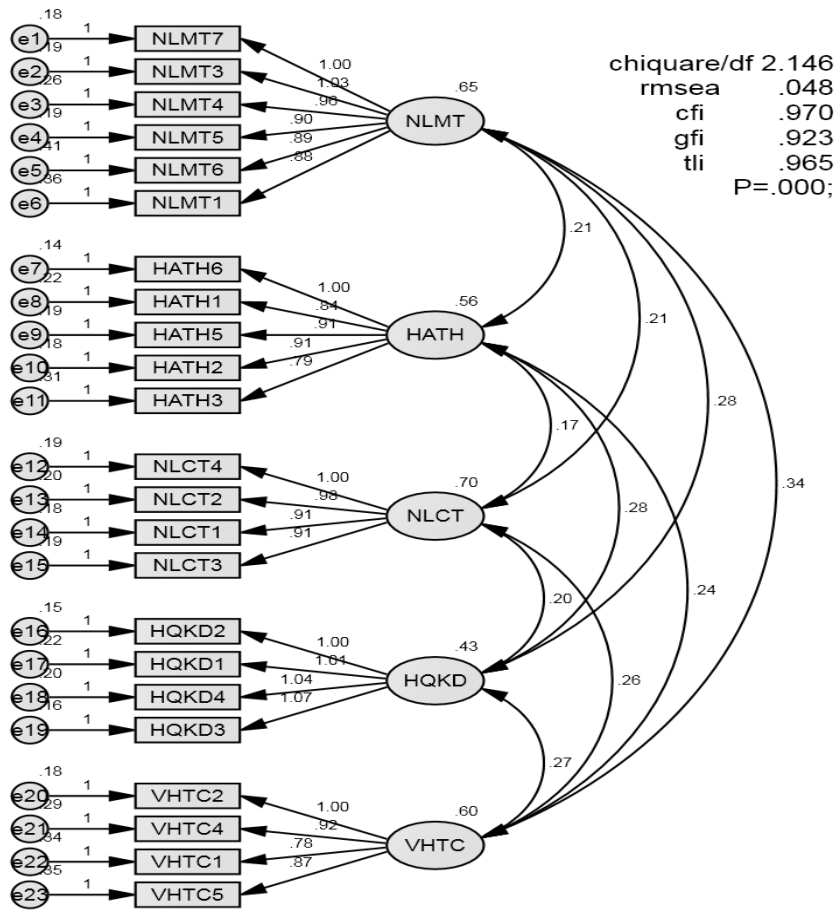 .18
e1 1 NLMT7
.19
e2 1 NLMT3
.26
e3 1 NLMT4
.19
e4 1 NLMT5
.41
e5 1 NLMT6
.36
e6 1 NLMT1
1.00
1.03
.96
.90
.89
.88
.65
NLMT
chiquare/df 2.146
rmsea .048
cfi .970
gfi .923
tli .965
P=.000;
.14
e7 1 HATH6
.22
e8 1 HATH1
.19
e9 1 HATH5
.18
e10 1 HATH2
.31
e11 1 HATH3
1.00
.84
.91
.91
.79
.56
HATH
.21
.21
.28
.34
.19
e12 1 NLCT4
.20
e13 1 NLCT2
.18
e14 1 NLCT1
.19
e15 1 NLCT3
1.00
.98
.91
.91
.70
NLCT
.17
.28
.24
.15
e16 1 HQKD2
.22
e17 1 HQKD1
.20
e18 1 HQKD4
.16
e19 1 HQKD3
1.00
1.01
1.04
1.07
.43
HQKD
.20
.26
.18
e20 1 VHTC2
.29
e21 1 VHTC4
.34
e22 1 VHTC1
.35
e23 1 VHTC5
1.00
.92
.78
.87
.60
VHTC
.27